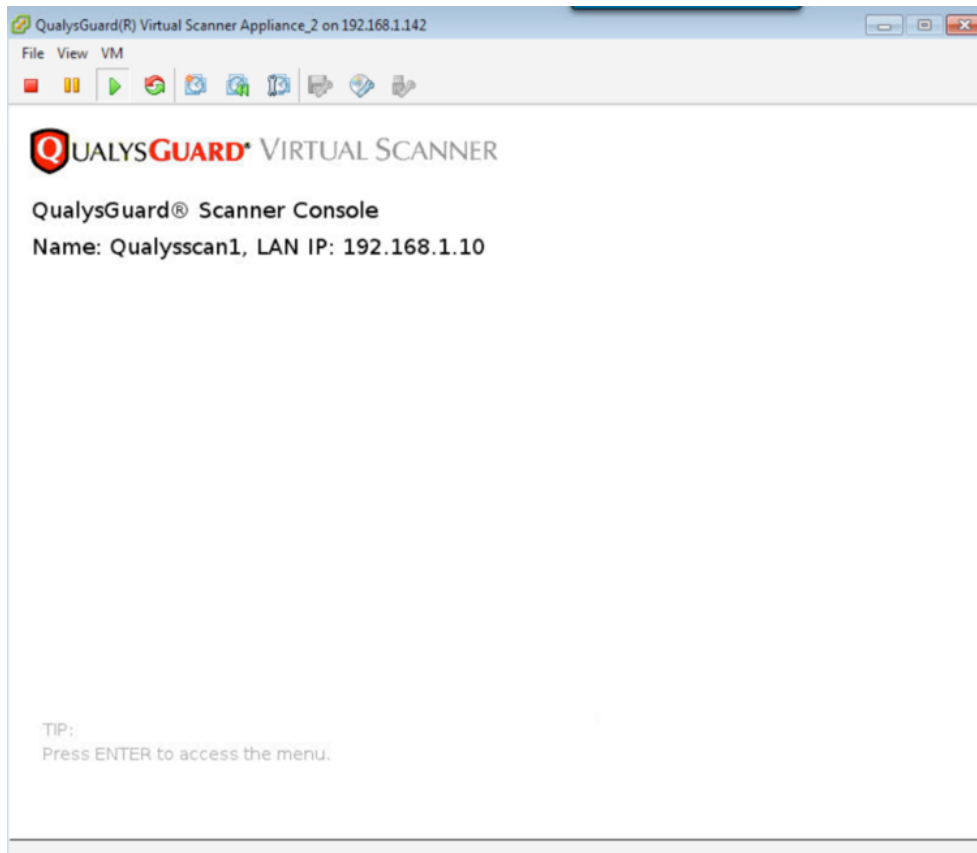 QualysGuard(R) Virtual Scanner Appliance_2 on 192.168.1.142
File View VM
QUALYSGUARD® VIRTUAL SCANNER
QualysGuard® Scanner Console
Name: Qualysscan1, LAN IP: 192.168.1.10
TIP:
Press ENTER to access the menu.